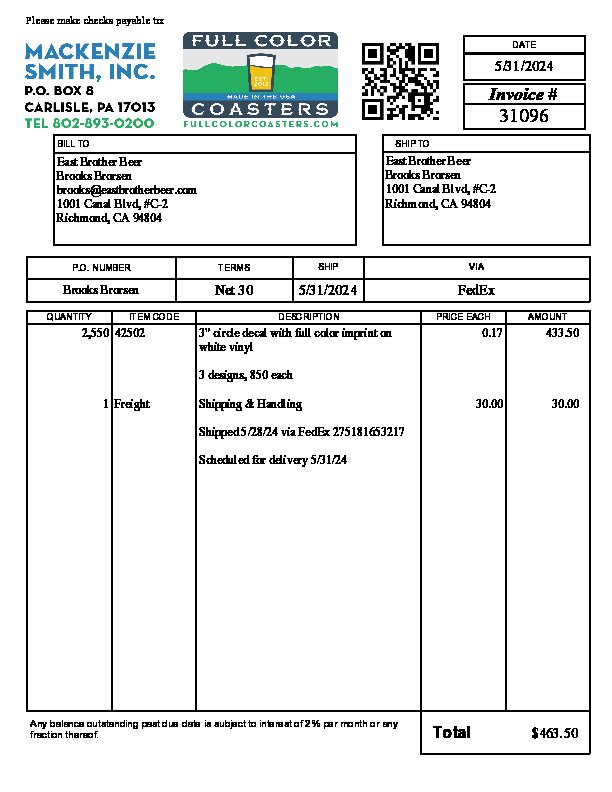 Please make checks payable to:
MACKENZIE
SMITH, INC.
P.O. BOX 8
CARLISLE, PA 17013
TEL 802-893-0200
FULL COLOR
EST
2012
MADE IN THE USA
COASTERS
FULLCOLORCOASTERS.COM
DATE
5/31/2024
Invoice #
31096
BILL TO
East Brother Beer
Brooks Brorsen
brooks@eastbrotherbeer.com
1001 Canal Blvd, #C-2
Richmond, CA 94804
SHIP TO
East Brother Beer
Brooks Brorsen
1001 Canal Blvd, #C-2
Richmond, CA 94804
P.O. NUMBER TERMS SHIP VIA
Brooks Brorsen Net 30 5/31/2024 FedEx
QUANTITY ITEM CODE DESCRIPTION PRICE EACH AMOUNT
2,550 42502 3" circle decal with full color imprint on 0.17 433.50
white vinyl
3 designs, 850 each
1 Freight Shipping & Handling 30.00 30.00
Shipped 5/28/24 via FedEx 275181653217
Scheduled for delivery 5/31/24
Any balance outstanding past due date is subject to interest of 2% per month or any
fraction thereof.
Total $463.50